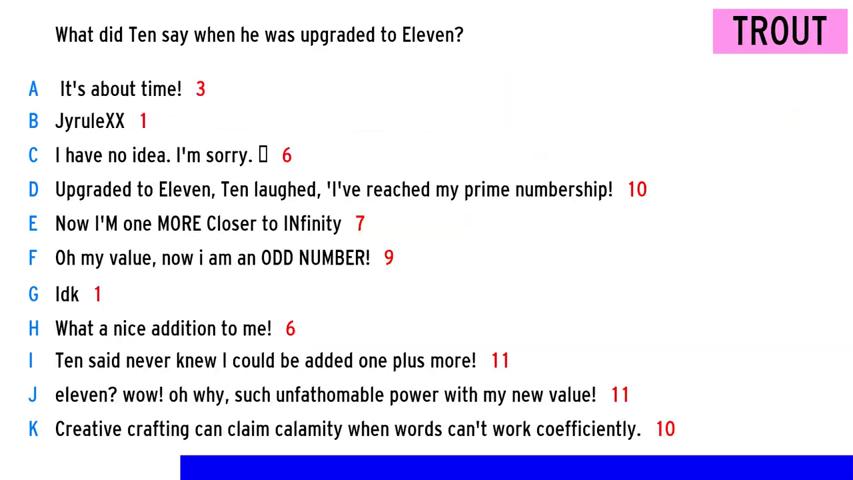 What did Ten say when he was upgraded to Eleven?
TROUT
A It's about time! 3
B JyruleXX 1
C I have no idea. I'm sorry. ▯ 6
D Upgraded to Eleven, Ten laughed, 'I've reached my prime numbership! 10
E Now I'M one MORE Closer to INfinity 7
F Oh my value, now i am an ODD NUMBER! 9
G Idk 1
H What a nice addition to me! 6
I Ten said never knew I could be added one plus more! 11
J eleven? wow! oh why, such unfathomable power with my new value! 11
K Creative crafting can claim calamity when words can't work coefficiently. 10